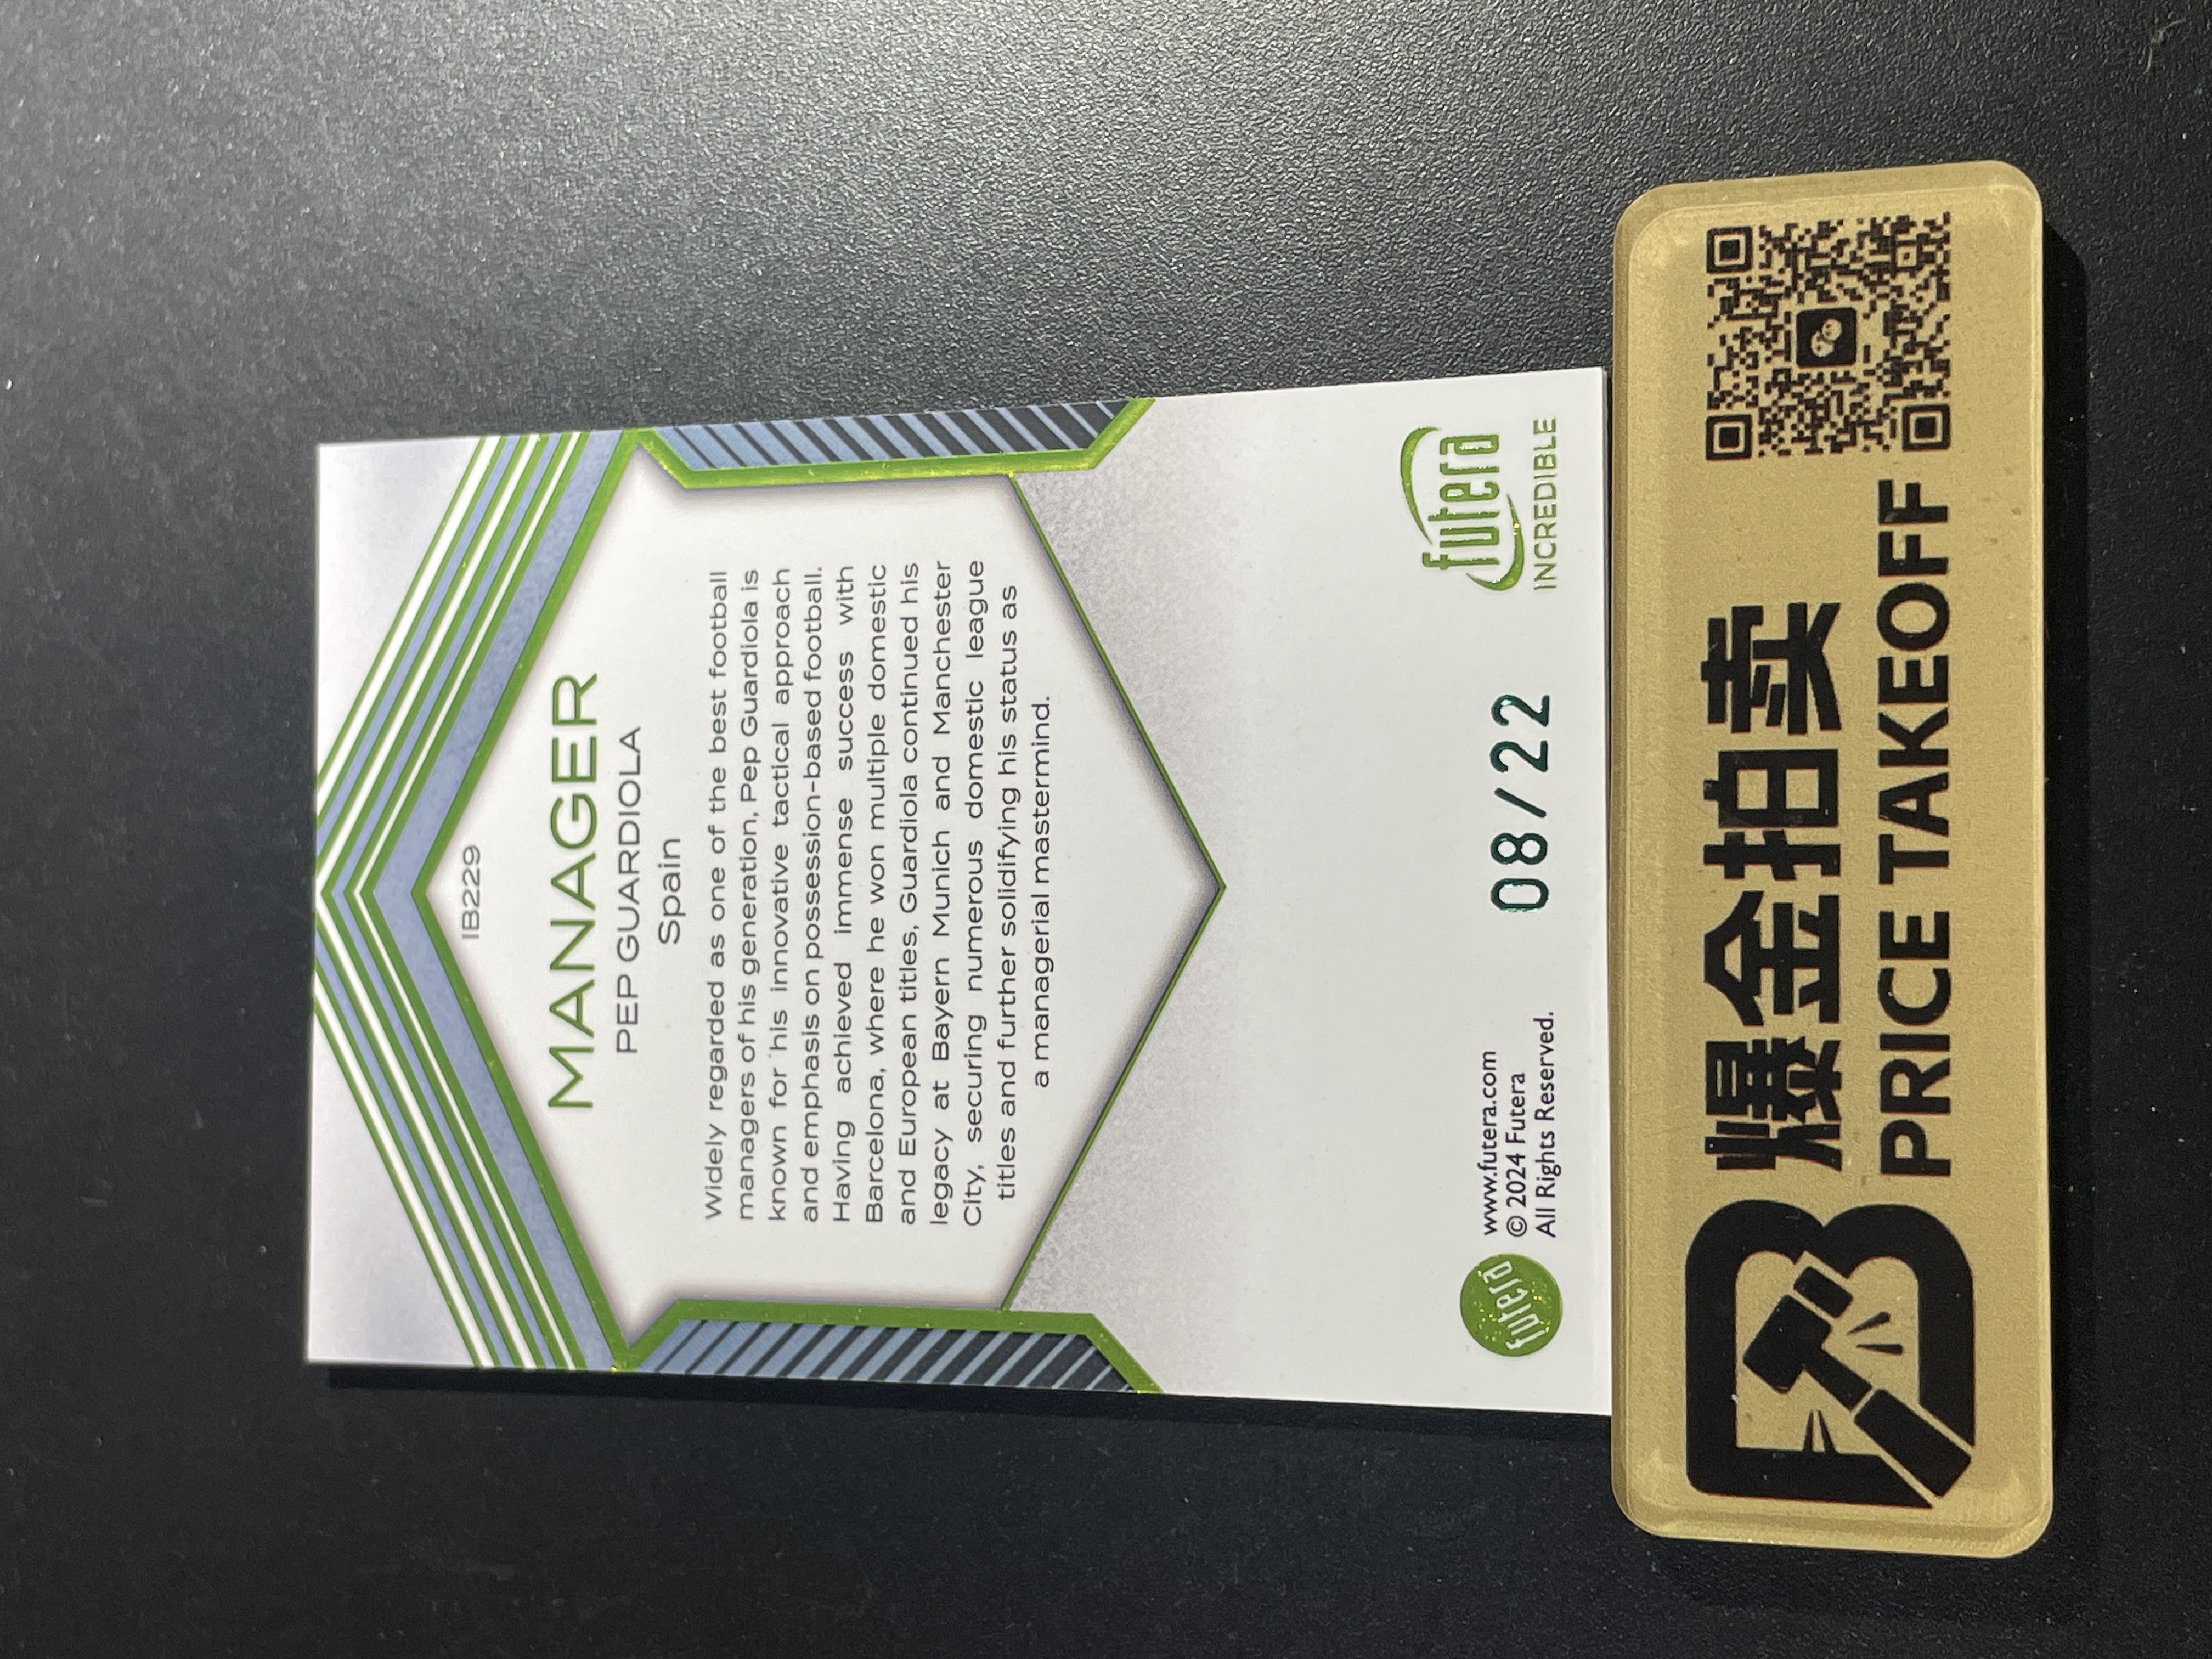 IB229
MANAGER
PEP GUARDIOLA
Spain
Widely regarded as one of the best football
managers of his generation, Pep Guardiola is
known for his innovative tactical approach
and emphasis on possession-based football.
Having achieved immense success with
Barcelona, where he won multiple domestic
and European titles, Guardiola continued his
legacy at Bayern Munich and Manchester
City, securing numerous domestic league
titles and further solidifying his status as
a managerial mastermind.
futera
www.futera.com
© 2024 Futera
All Rights Reserved.
08/22
futera
INCREDIBLE
爆金拍卖
PRICE TAKEOFF